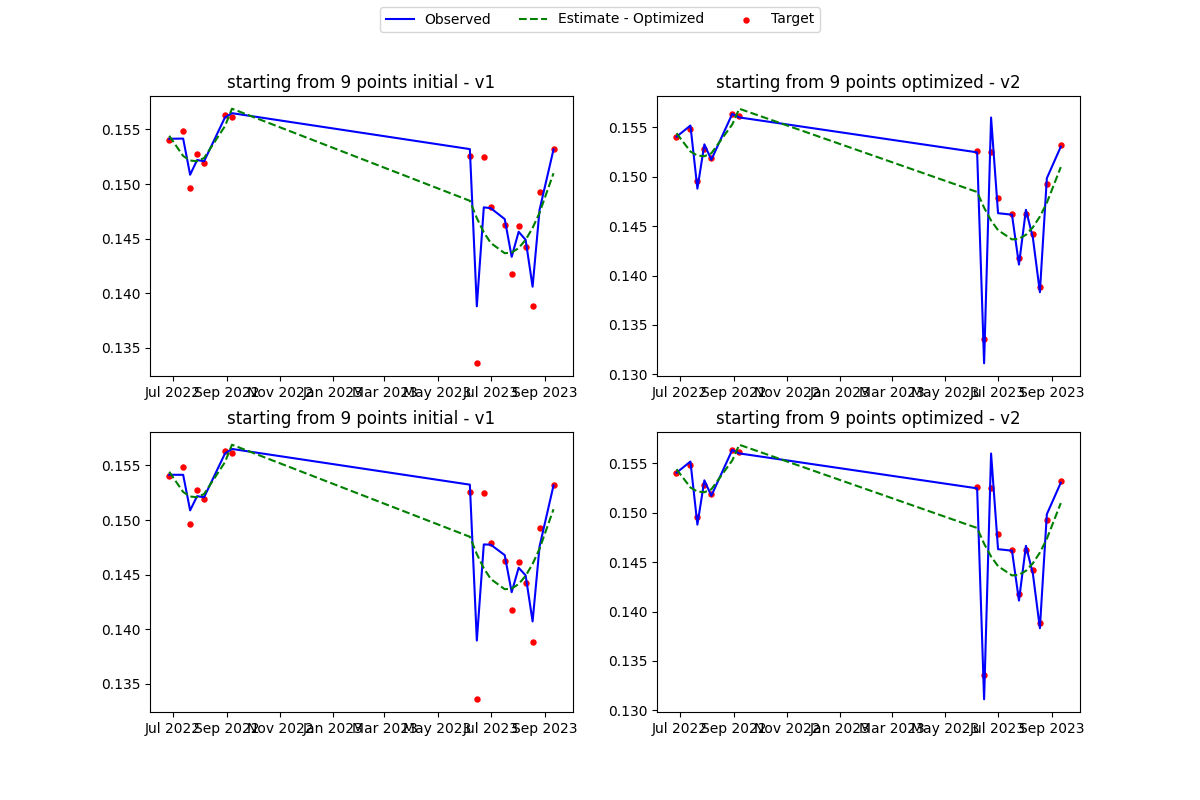 Observed Estimate - Optimized Target
starting from 9 points initial - v1
0.155
0.150
0.145
0.140
0.135
Jul 2022 Sep 2022 Nov 2022 Jan 2023 Mar 2023 May 2023 Jul 2023 Sep 2023
starting from 9 points optimized - v2
0.155
0.150
0.145
0.140
0.135
0.130
Jul 2022 Sep 2022 Nov 2022 Jan 2023 Mar 2023 May 2023 Jul 2023 Sep 2023
starting from 9 points initial - v1
0.155
0.150
0.145
0.140
0.135
Jul 2022 Sep 2022 Nov 2022 Jan 2023 Mar 2023 May 2023 Jul 2023 Sep 2023
starting from 9 points optimized - v2
0.155
0.150
0.145
0.140
0.135
0.130
Jul 2022 Sep 2022 Nov 2022 Jan 2023 Mar 2023 May 2023 Jul 2023 Sep 2023